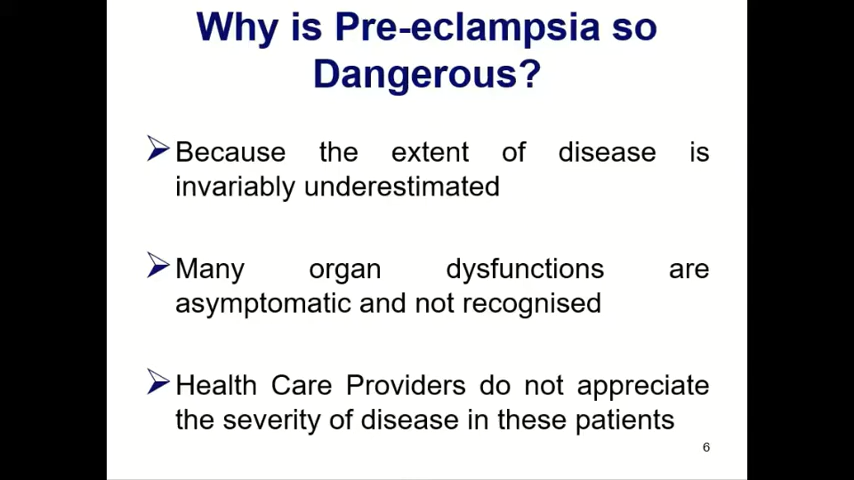 Why is Pre-eclampsia so
Dangerous?
Because the extent of disease is
invariably underestimated
Many organ dysfunctions are
asymptomatic and not recognised
Health Care Providers do not appreciate
the severity of disease in these patients
6